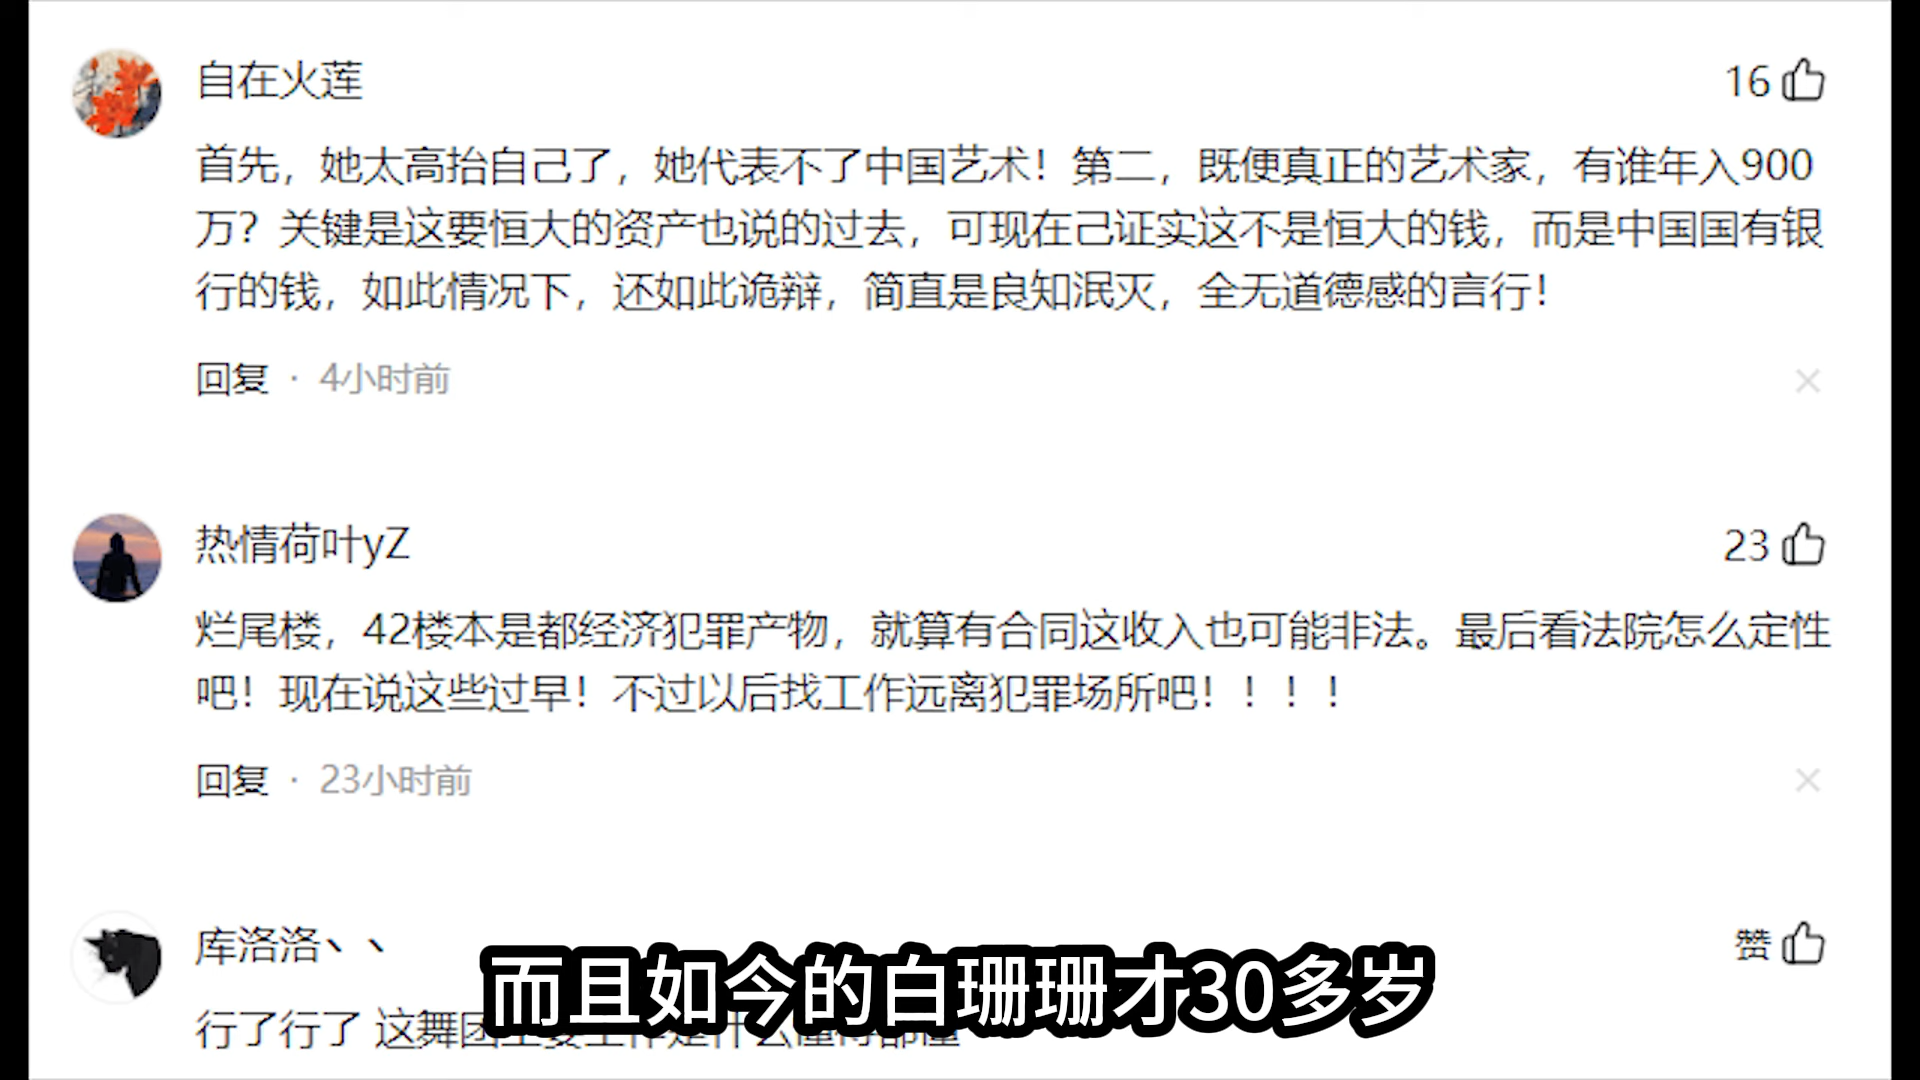 自在火莲
16
首先，她太高抬自己了，她代表不了中国艺术！第二，既便真正的艺术家，有谁年入900
万？关键是这要恒大的资产也说的过去，可现在己证实这不是恒大的钱，而是中国国有银
行的钱，如此情况下，还如此诡辩，简直是良知泯灭，全无道德感的言行！
回复 · 4小时前
热情荷叶yZ
23
烂尾楼，42楼本是都经济犯罪产物，就算有合同这收入也可能非法。最后看法院怎么定性
吧！现在说这些过早！不过以后找工作远离犯罪场所吧！！！！
回复 · 23小时前
库洛洛丶丶
赞
行了行了 这舞团
而且如今的白珊珊才30多岁